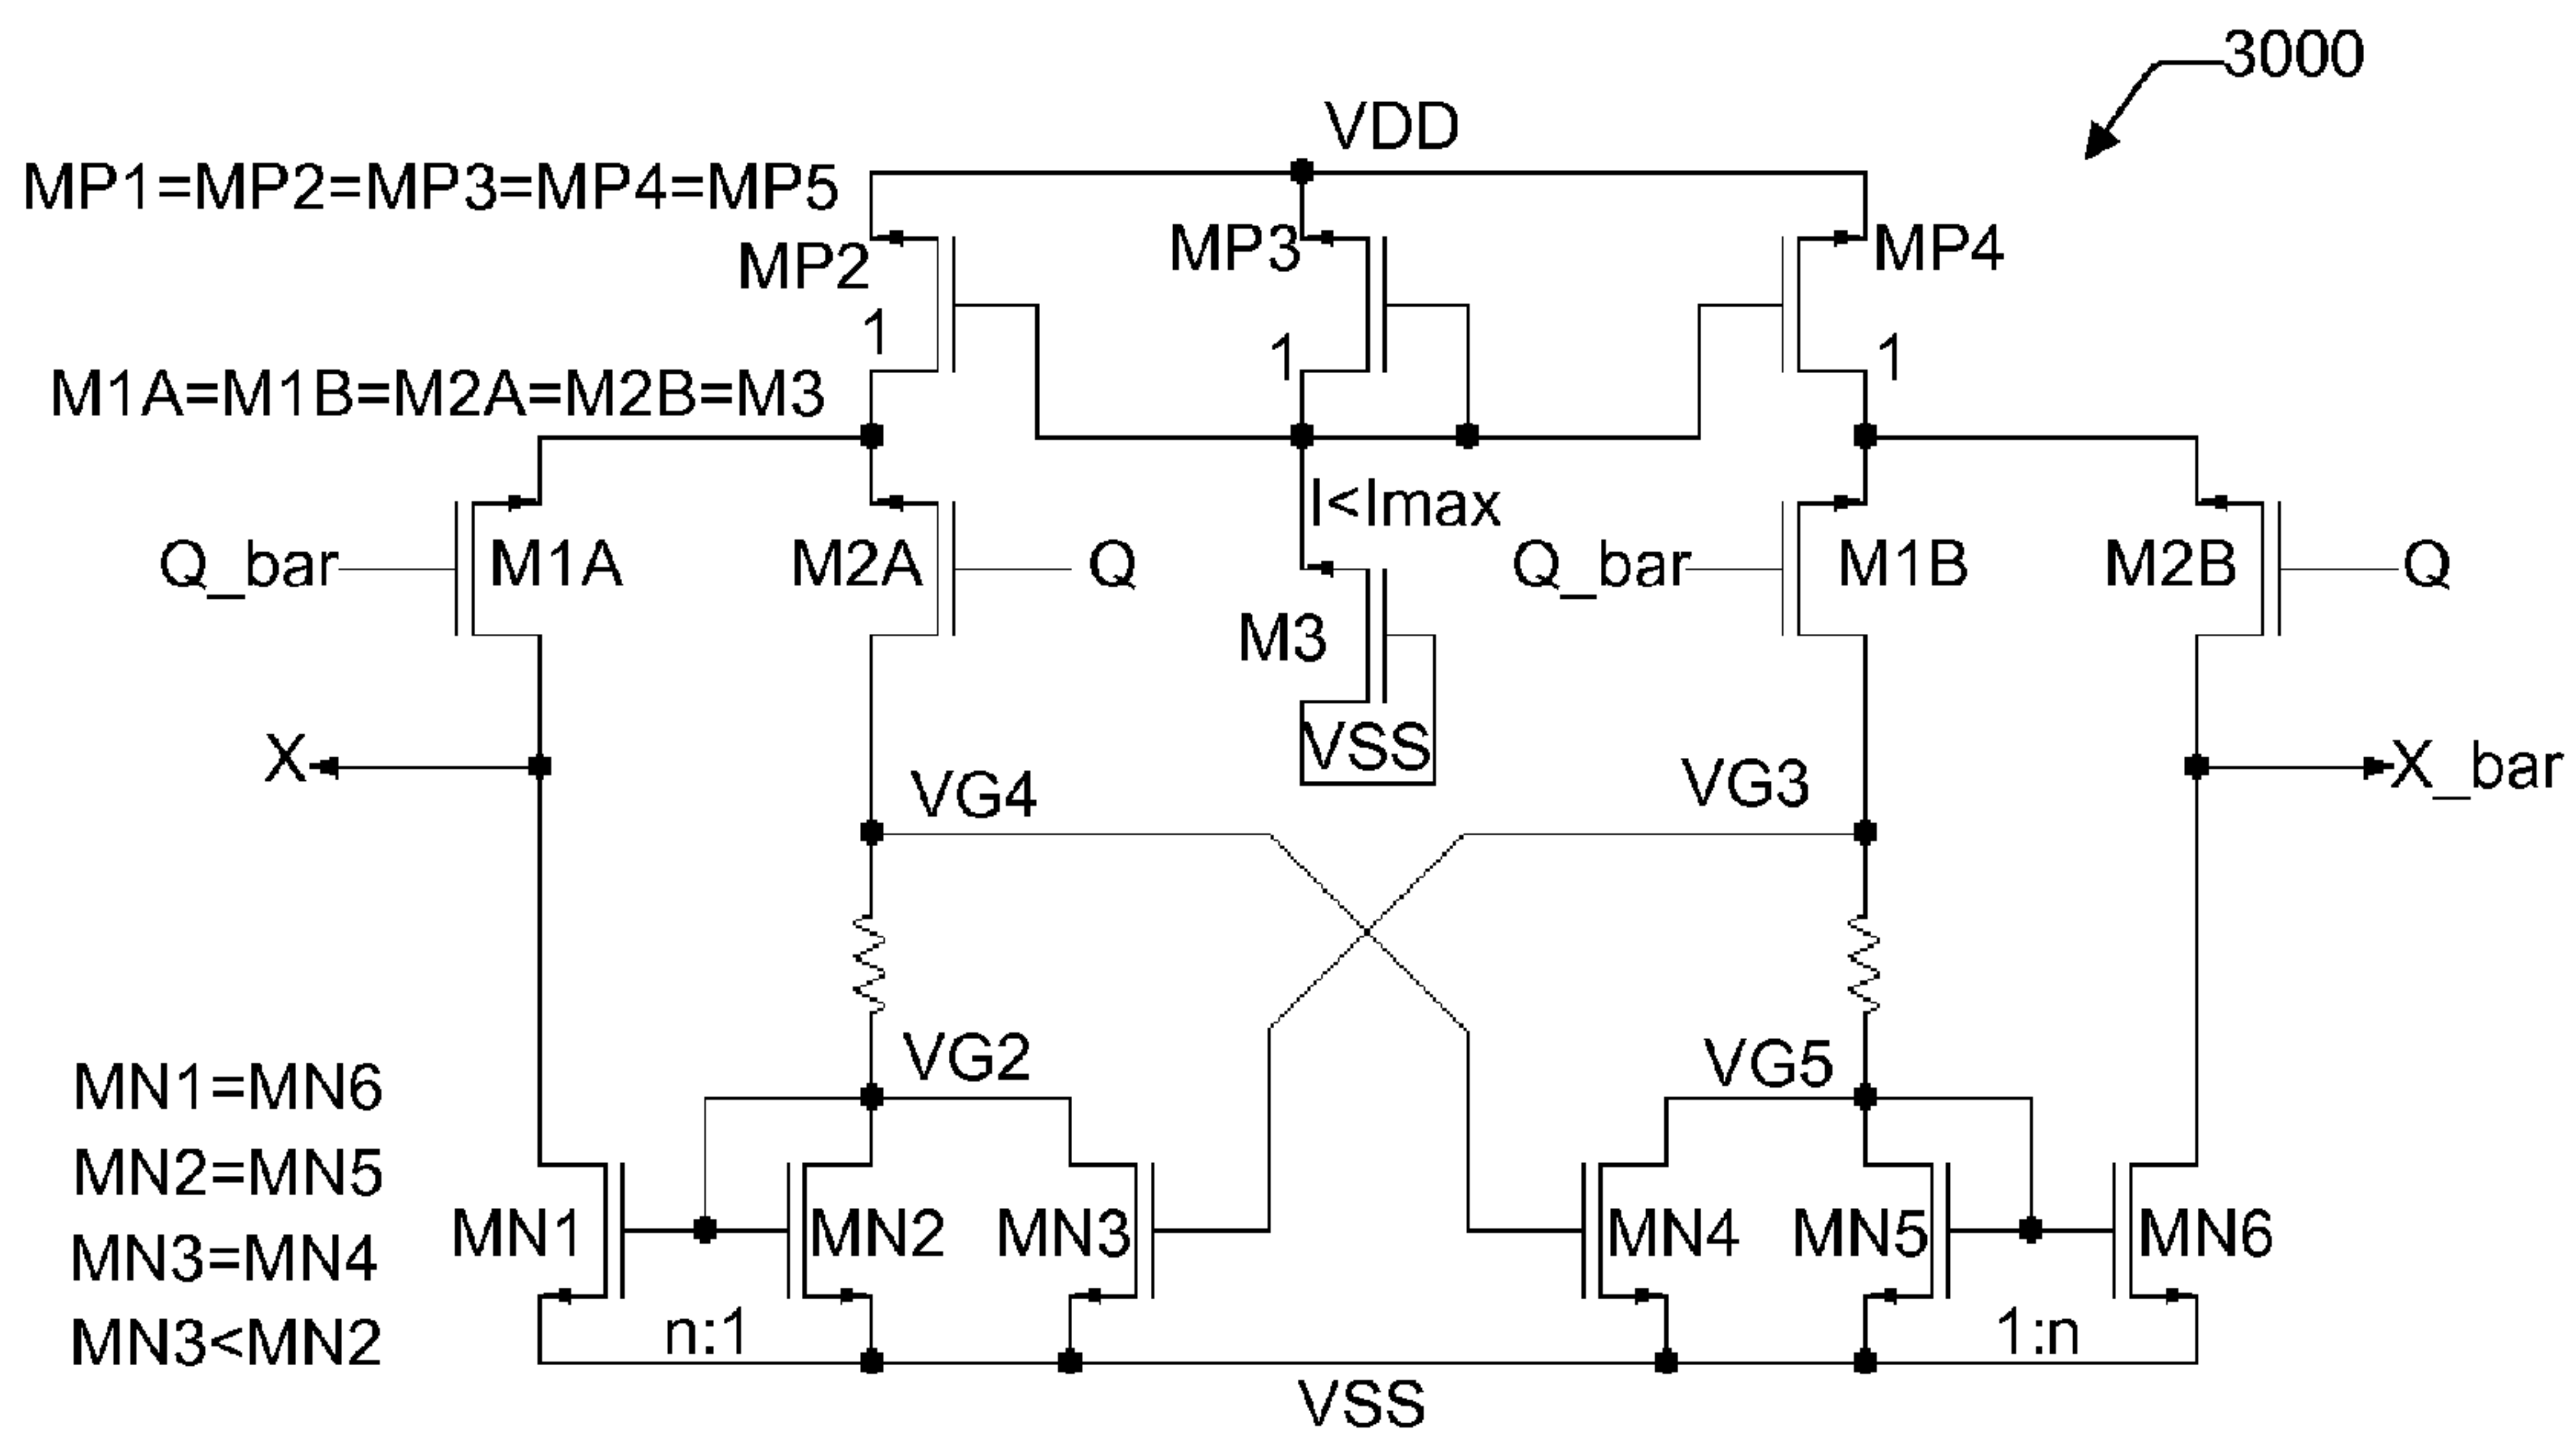 3000
VDD
MP1=MP2=MP3=MP4=MP5
MP2
MP3
MP4
1
1
1
M1A=M1B=M2A=M2B=M3
I<Imax
Q_bar
M1A
M2A
Q
Q_bar
M1B
M2B
Q
M3
VSS
X
VG4
VG3
X_bar
VG2
VG5
MN1=MN6
MN2=MN5
MN3=MN4
MN3<MN2
MN1
MN2
MN3
MN4
MN5
MN6
n:1
1:n
VSS